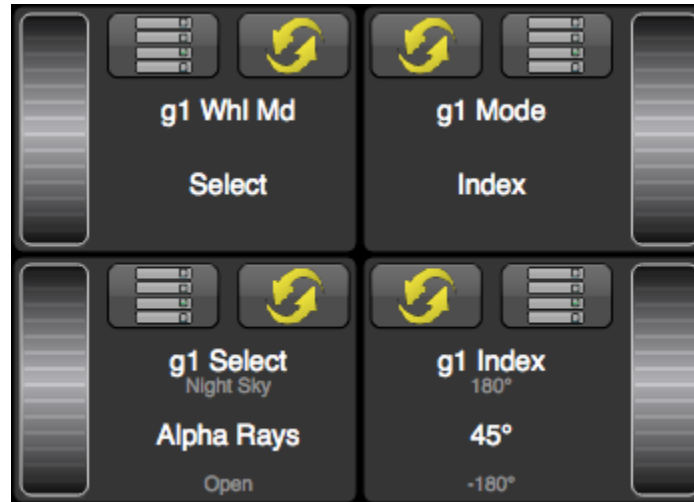 g1 Whl Md
Select
g1 Mode
Index
g1 Select
Night Sky
Alpha Rays
Open
g1 Index
180°
45°
-180°